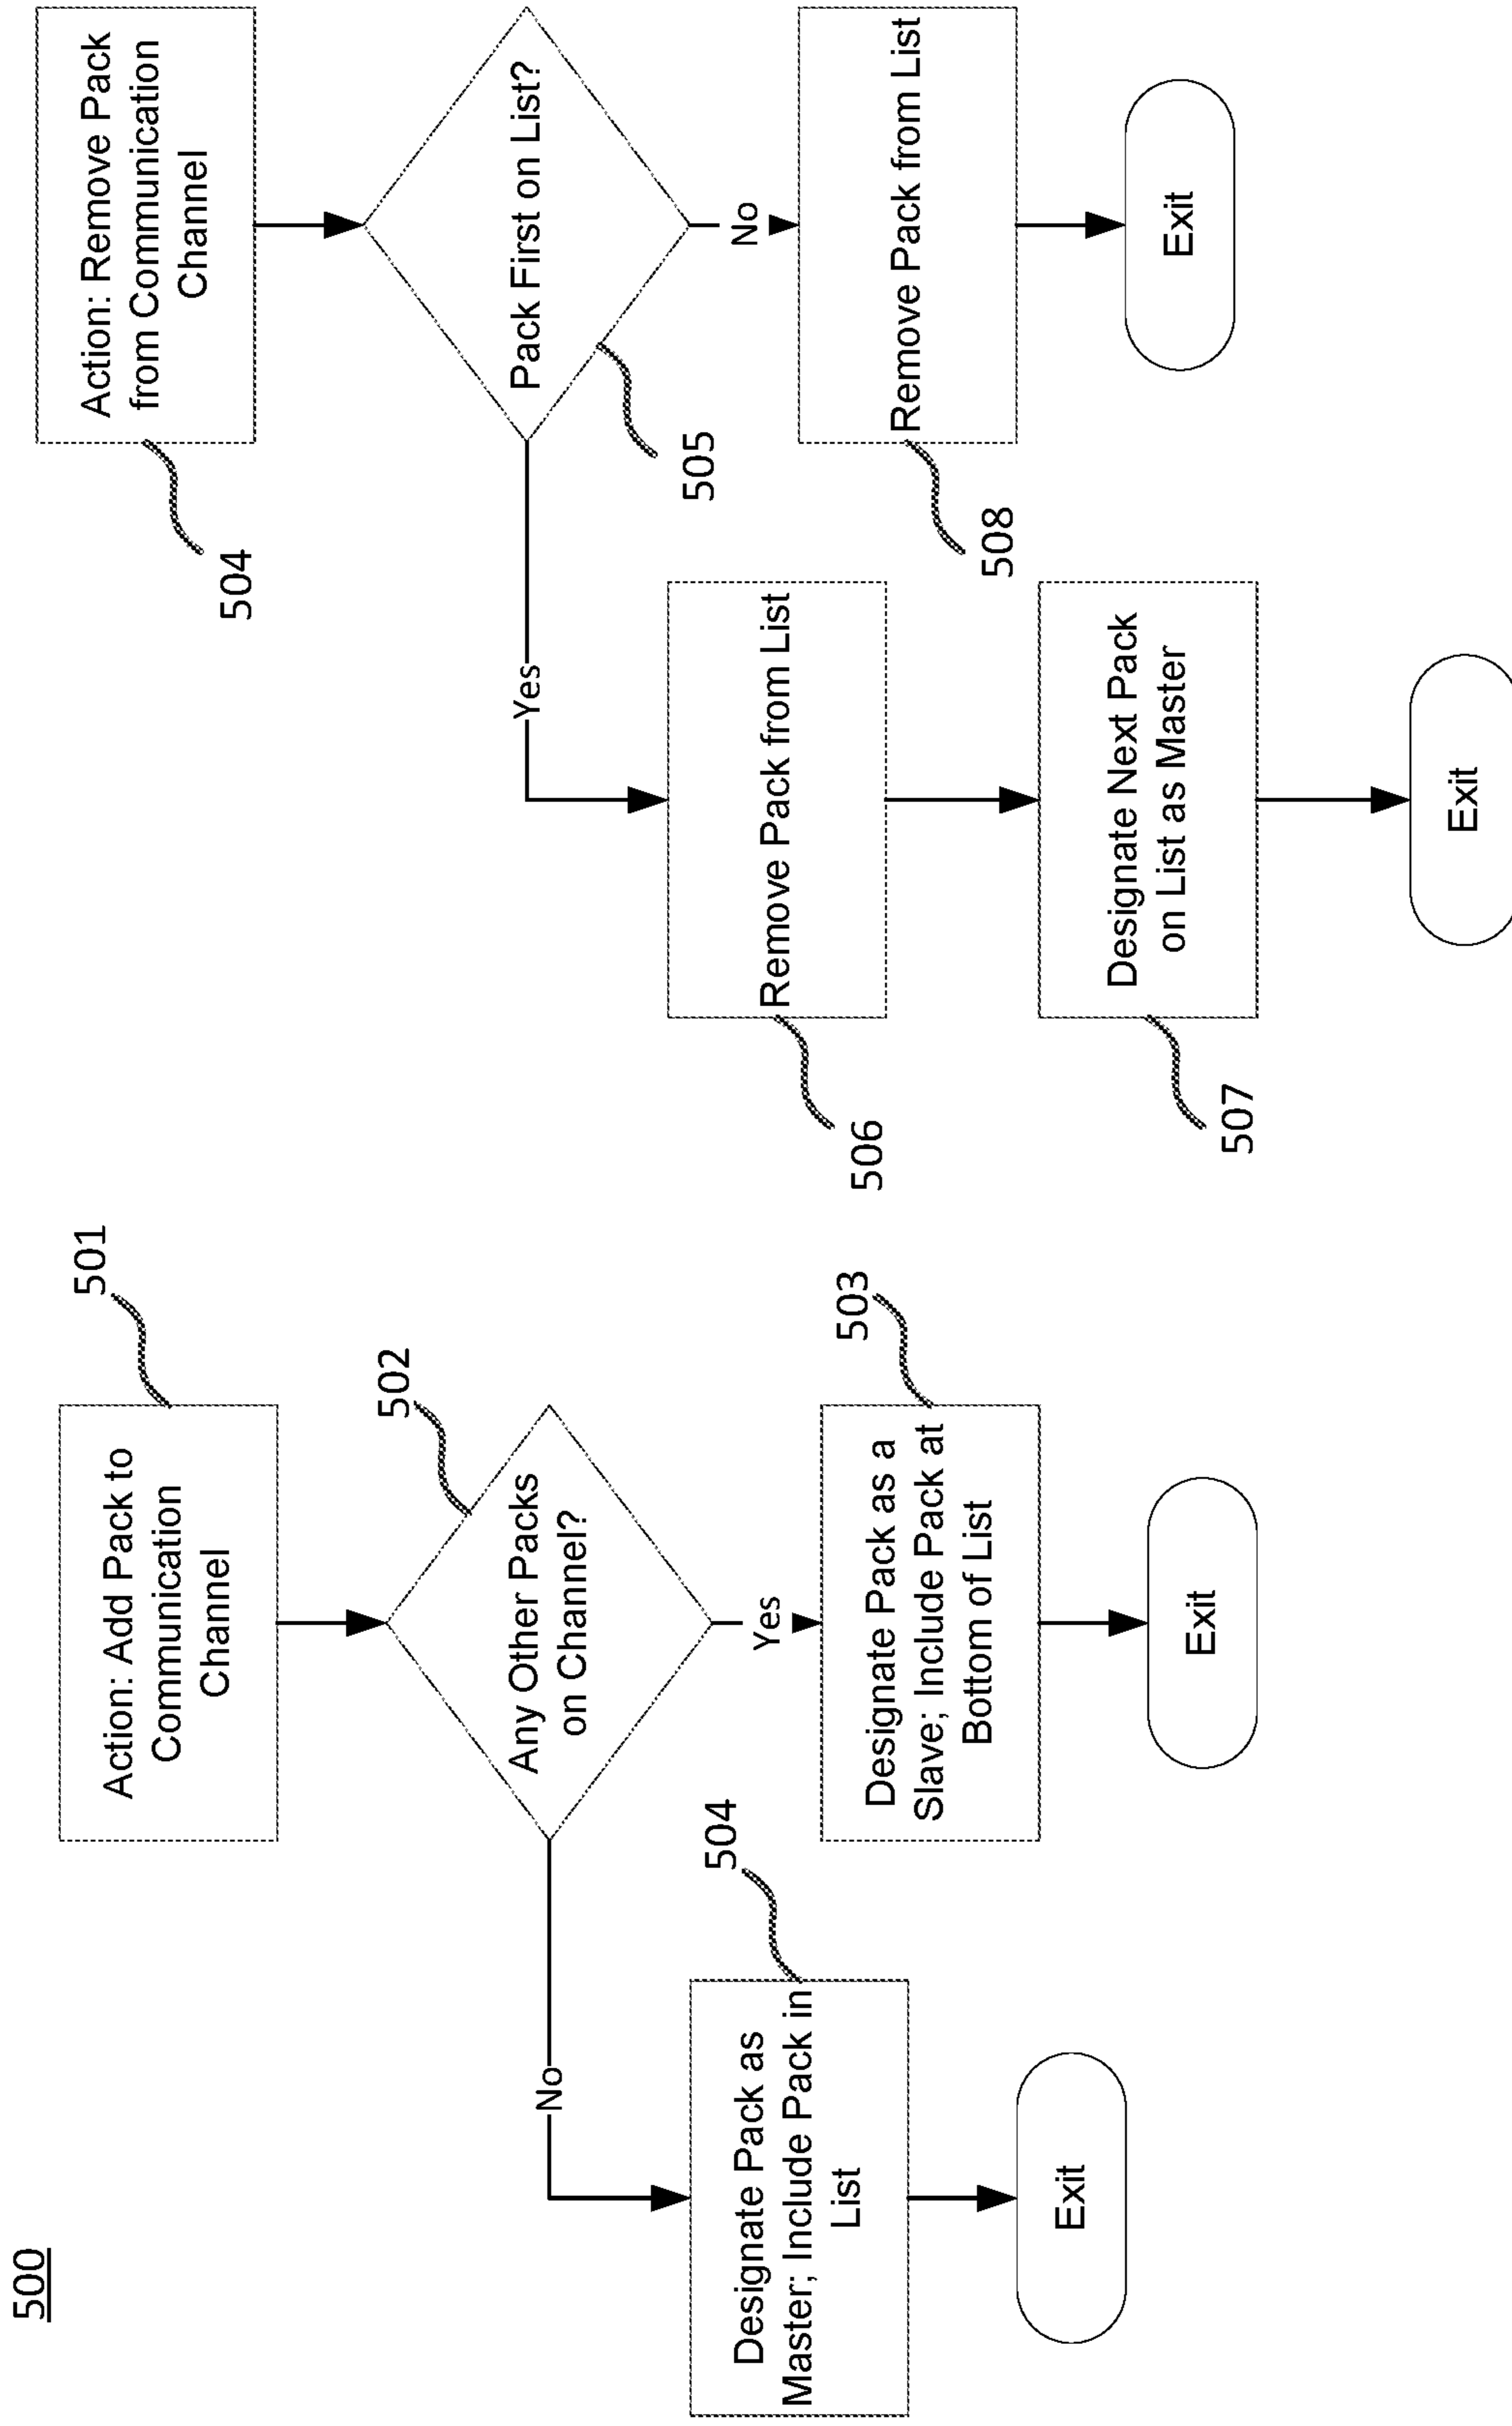 500
Action: Add Pack to
Communication
Channel
501
Any Other Packs
on Channel?
502
No
Yes
Designate Pack as
Master; Include Pack in
List
504
Exit
Designate Pack as a
Slave; Include Pack at
Bottom of List
503
Exit
Action: Remove Pack
from Communication
Channel
504
Pack First on List?
505
Yes
No
Remove Pack from List
506
Designate Next Pack
on List as Master
507
Exit
Remove Pack from List
508
Exit